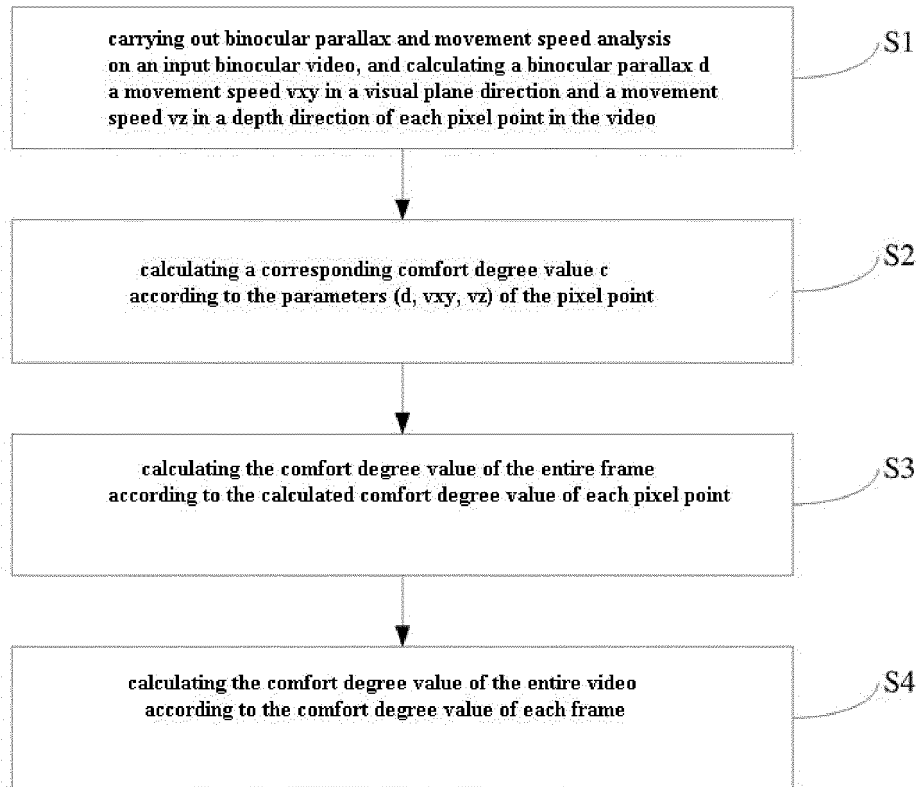 carrying out binocular parallax and movement speed analysis
on an input binocular video, and calculating a binocular parallax d
a movement speed vxy in a visual plane direction and a movement
speed vz in a depth direction of each pixel point in the video
S1
calculating a corresponding comfort degree value c
according to the parameters (d, vxy, vz) of the pixel point
S2
calculating the comfort degree value of the entire frame
according to the calculated comfort degree value of each pixel point
S3
calculating the comfort degree value of the entire video
according to the comfort degree value of each frame
S4